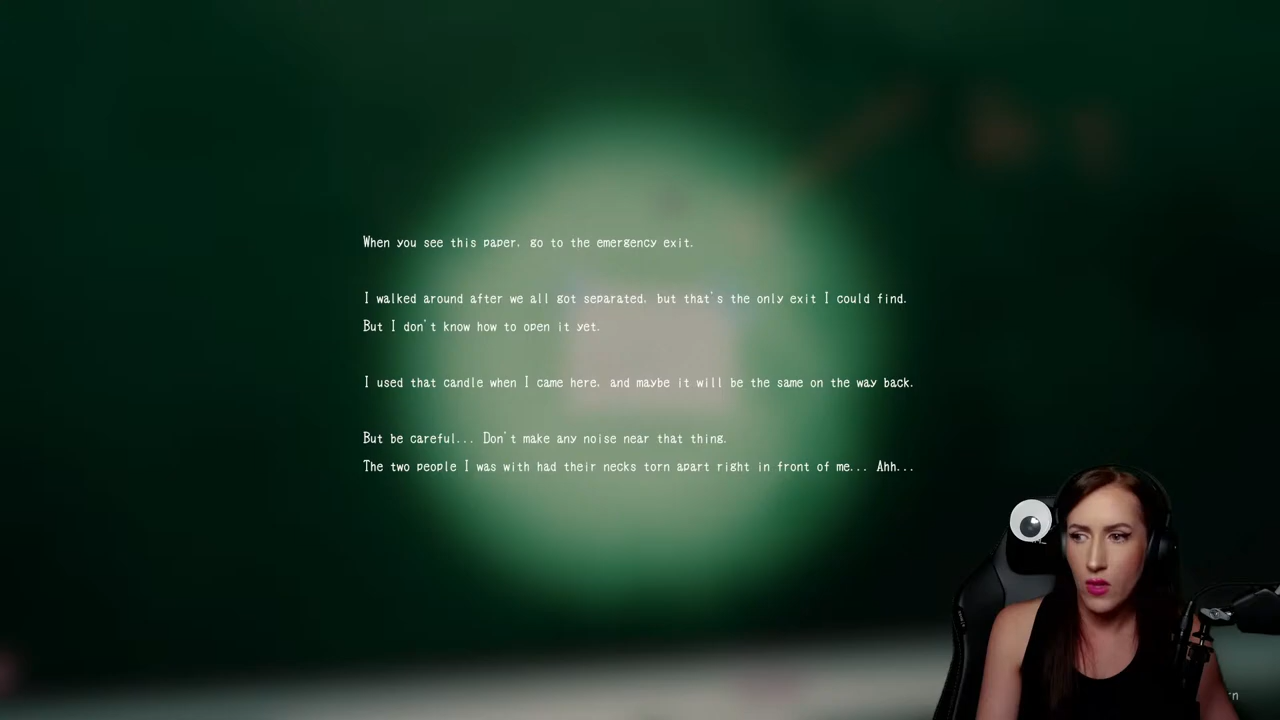 When you see this paper, go to the emergency exit.
I walked around after we all got separated, but that's the only exit I could find.
But I don't know how to open it yet.
I used that candle when I came here, and maybe it will be the same on the way back.
But be careful... Don't make any noise near that thing.
The two people I was with had their necks torn apart right in front of me... Ahh...